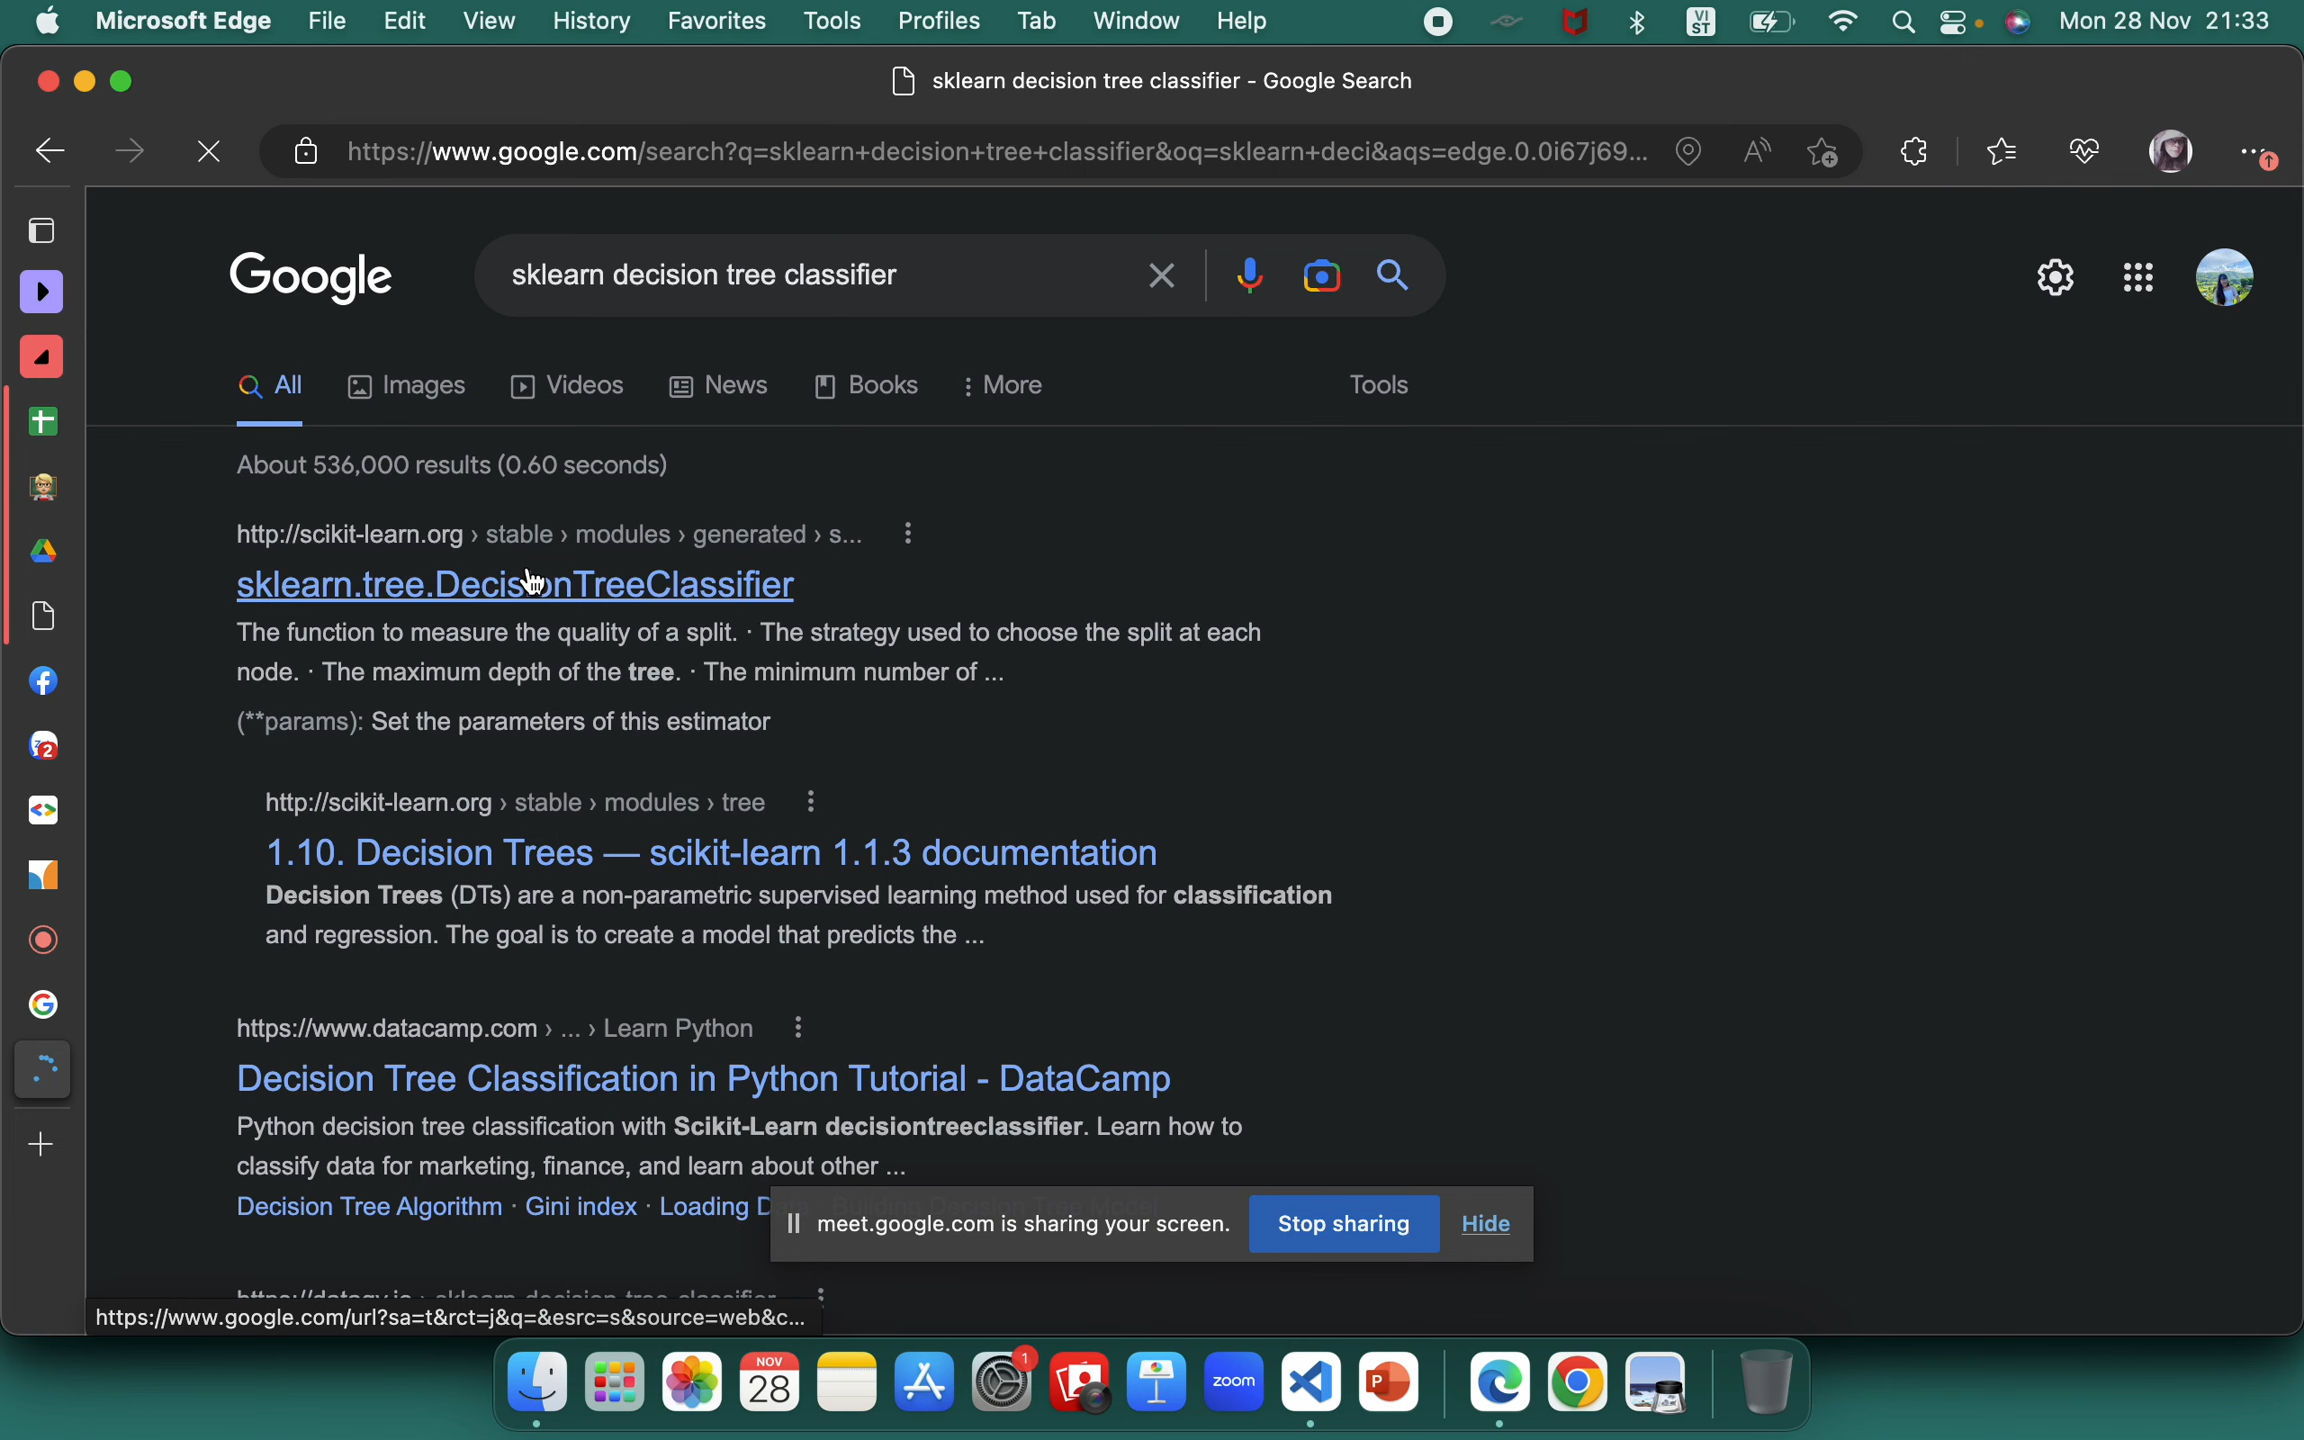 Microsoft Edge File Edit View History Favorites Tools Profiles Tab Window Help VI ST Mon 28 Nov 21:33
sklearn decision tree classifier - Google Search
https://www.google.com/search?q=sklearn+decision+tree+classifier&oq=sklearn+deci&aqs=edge.0.0i67j69...
Google sklearn decision tree classifier
All Images Videos News Books More Tools
About 536,000 results (0.60 seconds)
http://scikit-learn.org › stable › modules › generated › s...
sklearn.tree.DecisionTreeClassifier
The function to measure the quality of a split. · The strategy used to choose the split at each
node. · The maximum depth of the tree. · The minimum number of ...
(**params): Set the parameters of this estimator
2
http://scikit-learn.org › stable › modules › tree
1.10. Decision Trees — scikit-learn 1.1.3 documentation
Decision Trees (DTs) are a non-parametric supervised learning method used for classification
and regression. The goal is to create a model that predicts the ...
https://www.datacamp.com › ... › Learn Python
Decision Tree Classification in Python Tutorial - DataCamp
Python decision tree classification with Scikit-Learn decisiontreeclassifier. Learn how to
classify data for marketing, finance, and learn about other ...
Decision Tree Algorithm · Gini index · Loading Data · Building Decision Tree Model
meet.google.com is sharing your screen. Stop sharing Hide
https://www.google.com/url?sa=t&rct=j&q=&esrc=s&source=web&c...
NOV
28
1
zoom
P